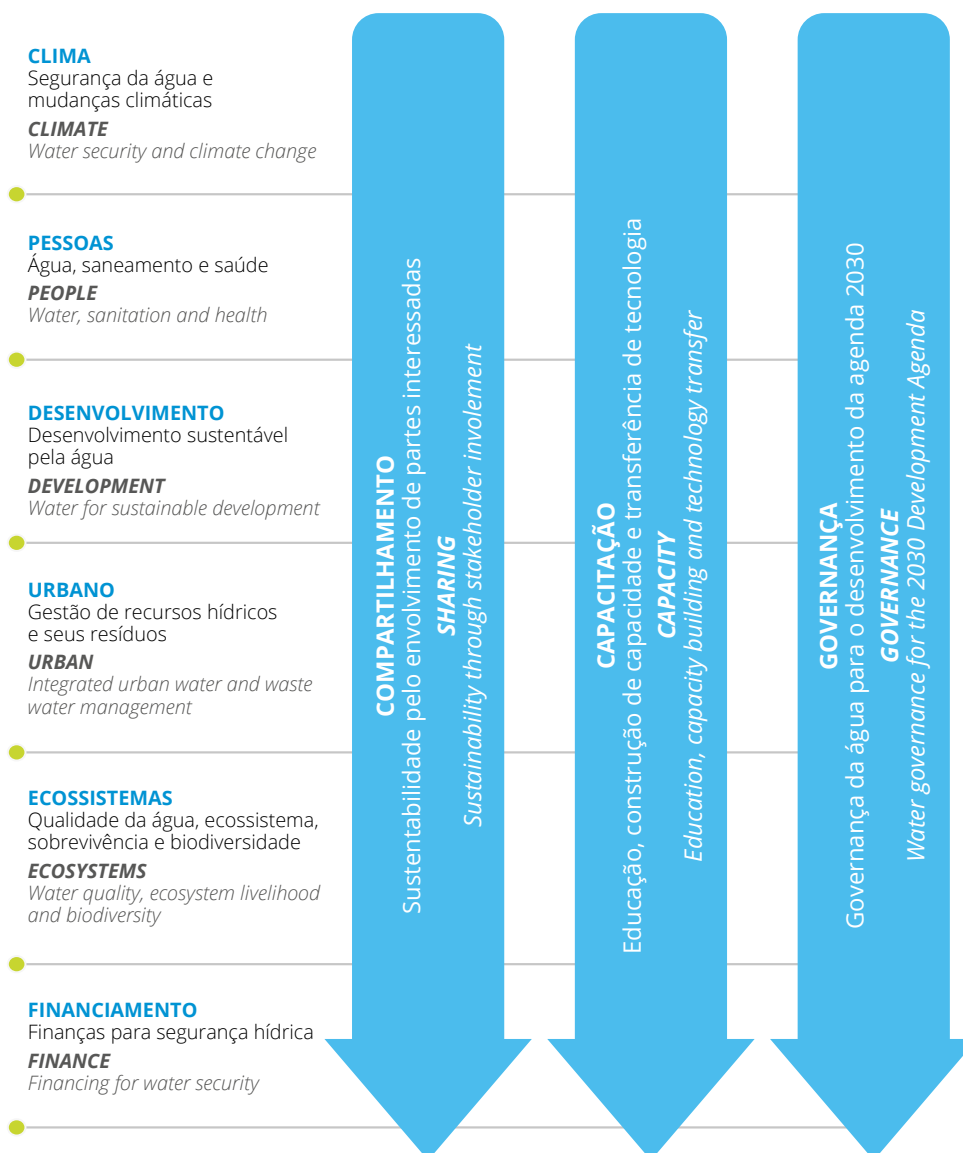 CLIMA
Segurança da água e
mudanças climáticas
CLIMATE
Water security and climate change
PESSOAS
Água, saneamento e saúde
PEOPLE
Water, sanitation and health
DESENVOLVIMENTO
Desenvolvimento sustentável
pela água
DEVELOPMENT
Water for sustainable development
URBANO
Gestão de recursos hídricos
e seus resíduos
URBAN
Integrated urban water and waste
water management
ECOSSISTEMAS
Qualidade da água, ecossistema,
sobrevivência e biodiversidade
ECOSYSTEMS
Water quality, ecosystem livelihood
and biodiversity
FINANCIAMENTO
Finanças para segurança hídrica
FINANCE
Financing for water security
COMPARTILHAMENTO
Sustentabilidade pelo envolvimento de partes interessadas
SHARING
Sustainability through stakeholder involement
CAPACITAÇÃO
Educação, construção de capacidade e transferência de tecnologia
CAPACITY
Education, capacity building and technology transfer
GOVERNANÇA
Governança da água para o desenvolvimento da agenda 2030
GOVERNANCE
Water governance for the 2030 Development Agenda